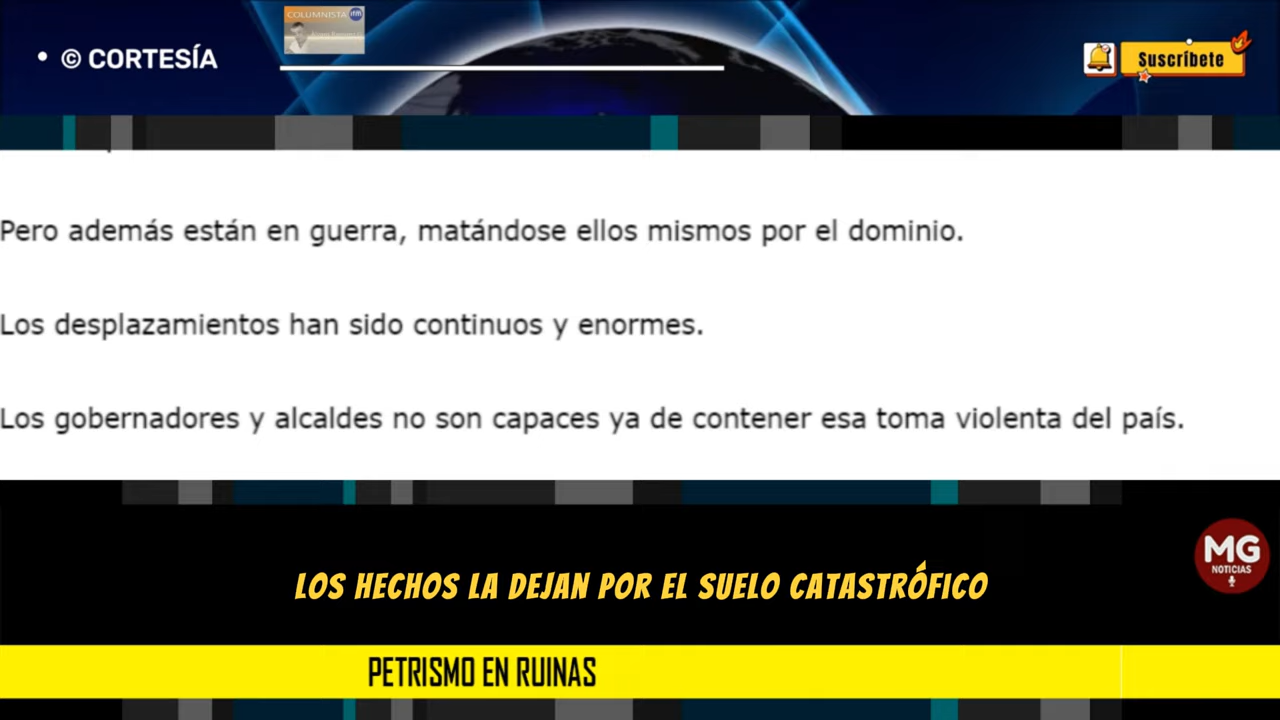 COLUMNISTA ifm
• © CORTESÍA
Suscríbete
Pero además están en guerra, matándose ellos mismos por el dominio.
Los desplazamientos han sido continuos y enormes.
Los gobernadores y alcaldes no son capaces ya de contener esa toma violenta del país.
MG
NOTICIAS
LOS HECHOS LA DEJAN POR EL SUELO CATASTRÓFICO
PETRISMO EN RUINAS